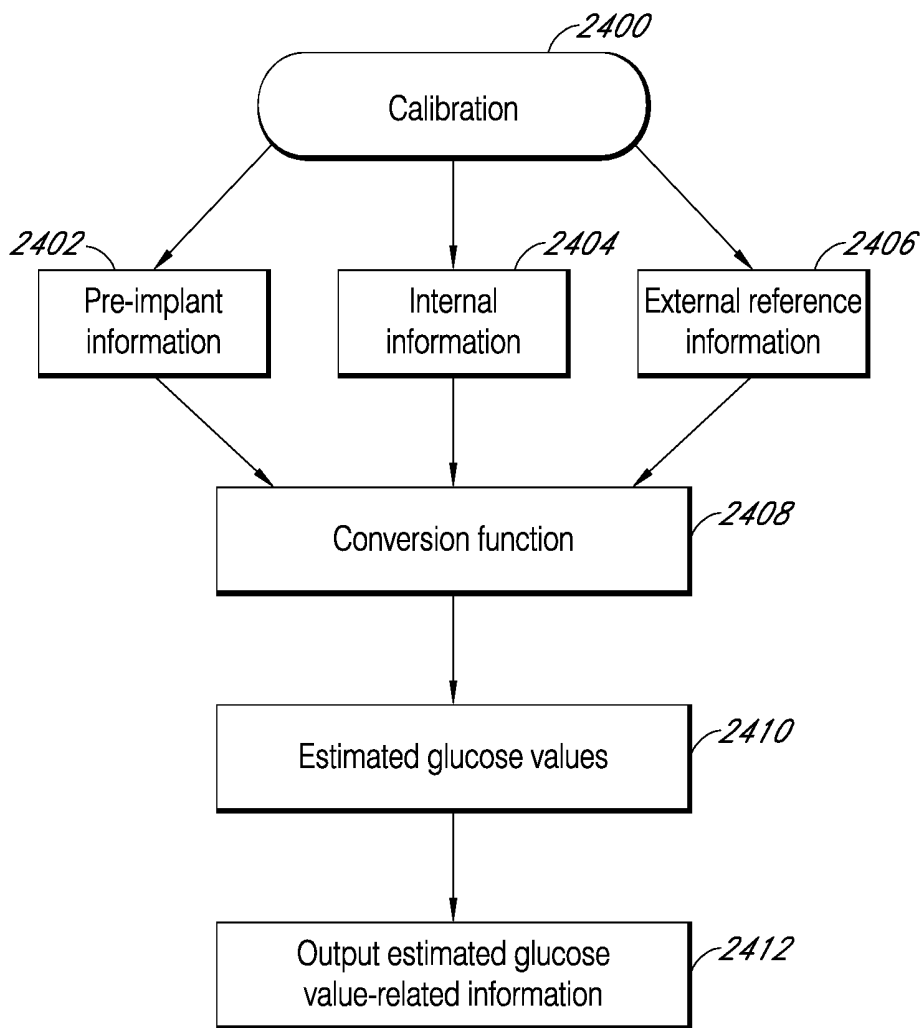 2400
Calibration
2402
2404
2406
Pre-implant
information
Internal
information
External reference
information
2408
Conversion function
2410
Estimated glucose values
2412
Output estimated glucose
value-related information